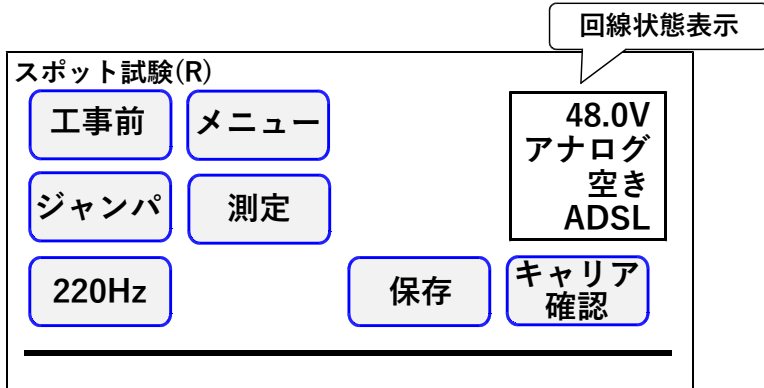 回線状態表示
スポット試験(R)
工事前
メニュー
48.0V
アナログ
空き
ADSL
ジャンパ
測定
220Hz
保存
キャリア
確認